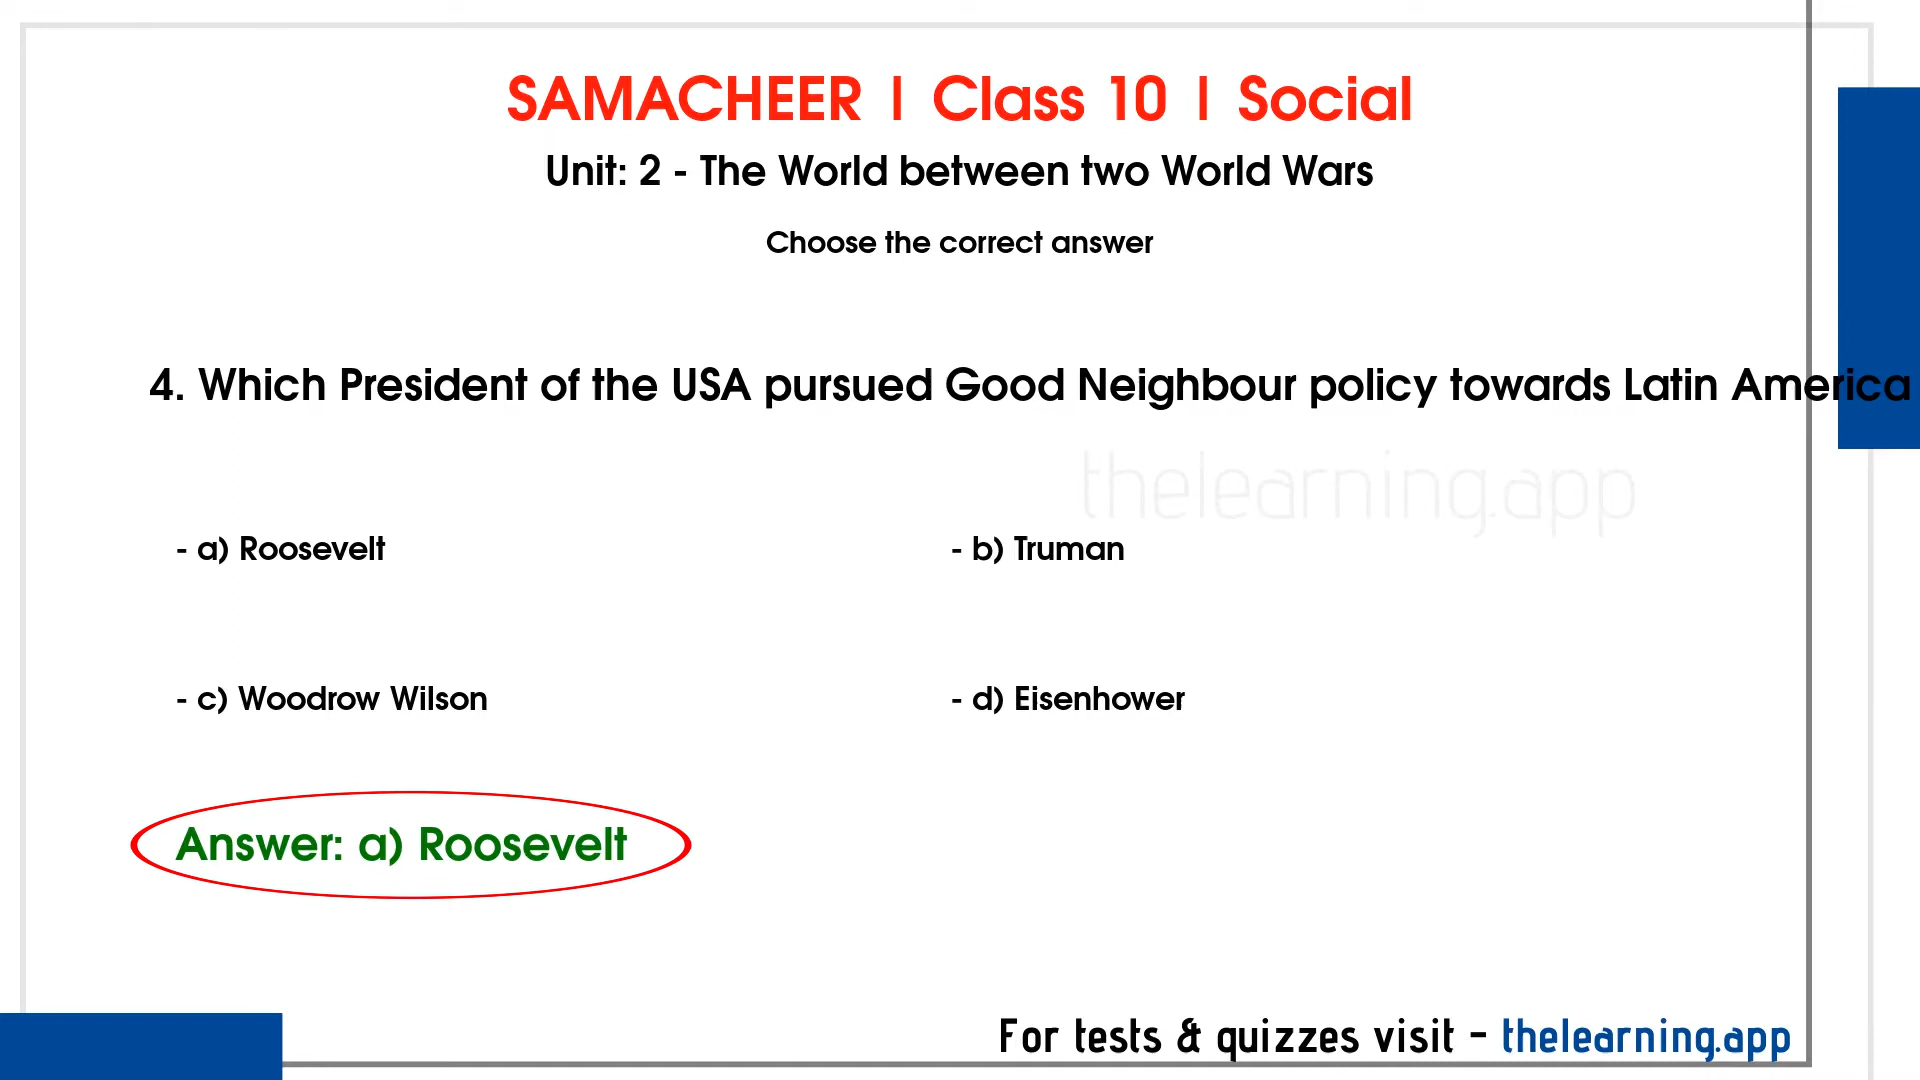 SAMACHEER | Class 10 | Social
Unit: 2 - The World between two World Wars
Choose the correct answer
4. Which President of the USA pursued Good Neighbour policy towards Latin America
thelearning.app
- a) Roosevelt
- b) Truman
- c) Woodrow Wilson
- d) Eisenhower
Answer: a) Roosevelt
For tests & quizzes visit - thelearning.app